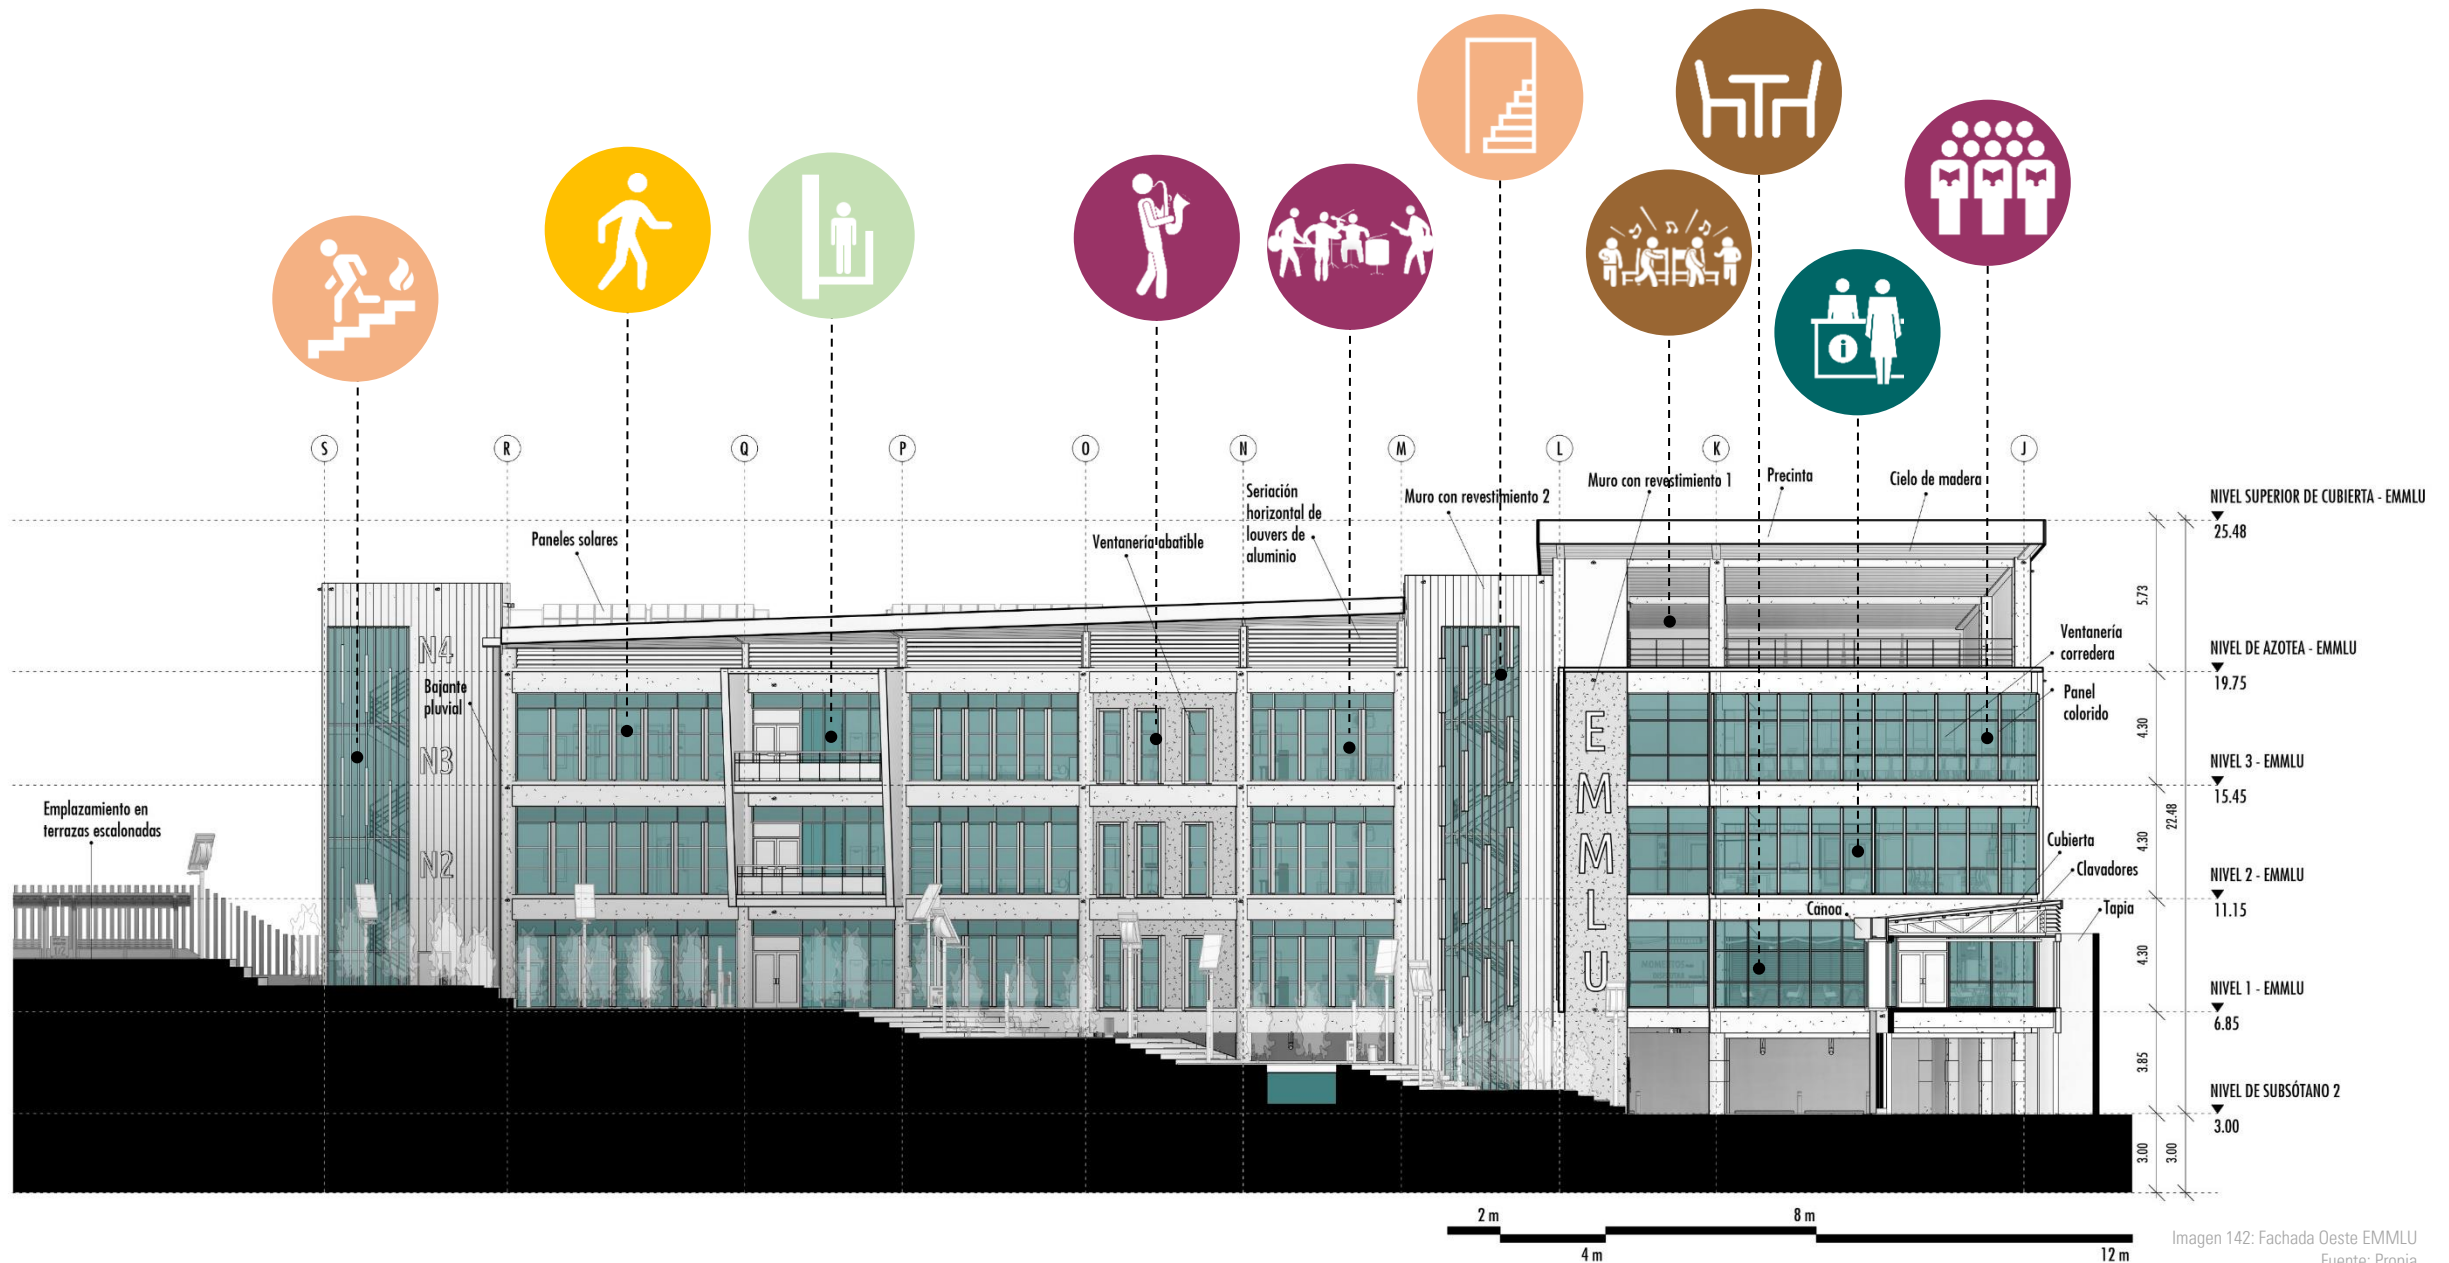 S
R
Q
P
O
N
M
L
K
J
Seriación
horizontal de
louvers de
aluminio
Muro con revestimiento 2
Muro con revestimiento 1
Precinta
Cielo de madera
NIVEL SUPERIOR DE CUBIERTA - EMMLU
25.48
Paneles solares
Ventanería abatible
5.73
N4
Bajante
pluvial
Ventanería
corredera
NIVEL DE AZOTEA - EMMLU
19.75
Panel
colorido
4.30
N3
NIVEL 3 - EMMLU
15.45
Emplazamiento en
terrazas escalonadas
N2
EMMLU
22.48
4.30
Cubierta
Clavadores
NIVEL 2 - EMMLU
11.15
Canoa
Tapia
4.30
NIVEL 1 - EMMLU
6.85
3.85
NIVEL DE SUBSÓTANO 2
3.00
3.00
3.00
2 m
8 m
4 m
12 m
Imagen 142: Fachada Oeste EMMLU
Fuente: Propia